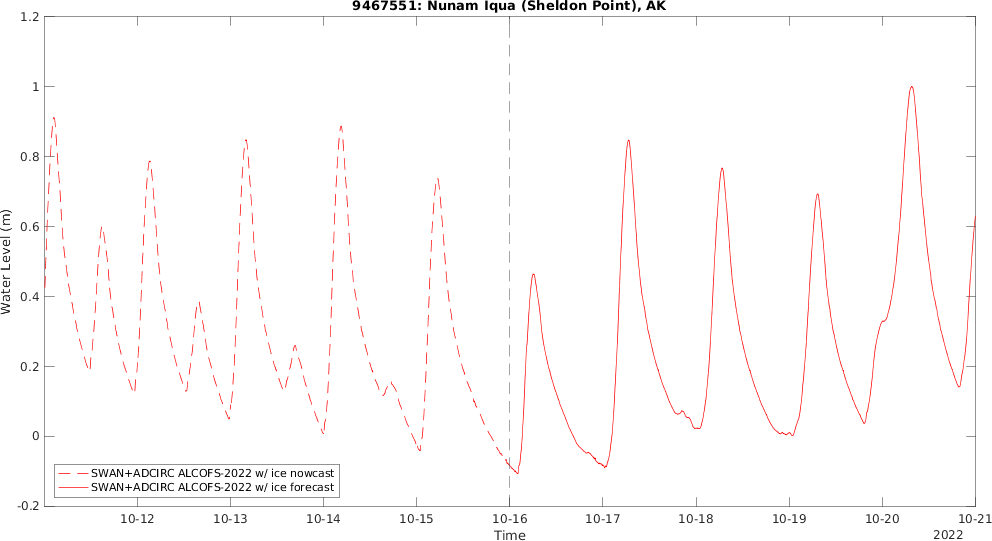 9467551: Nunam Iqua (Sheldon Point), AK
1.2
1
0.8
0.6
0.4
0.2
0
-0.2
Water Level (m)
SWAN+ADCIRC ALCOFS-2022 w/ ice nowcast
SWAN+ADCIRC ALCOFS-2022 w/ ice forecast
10-12 10-13 10-14 10-15 10-16 10-17 10-18 10-19 10-20 10-21
Time
2022